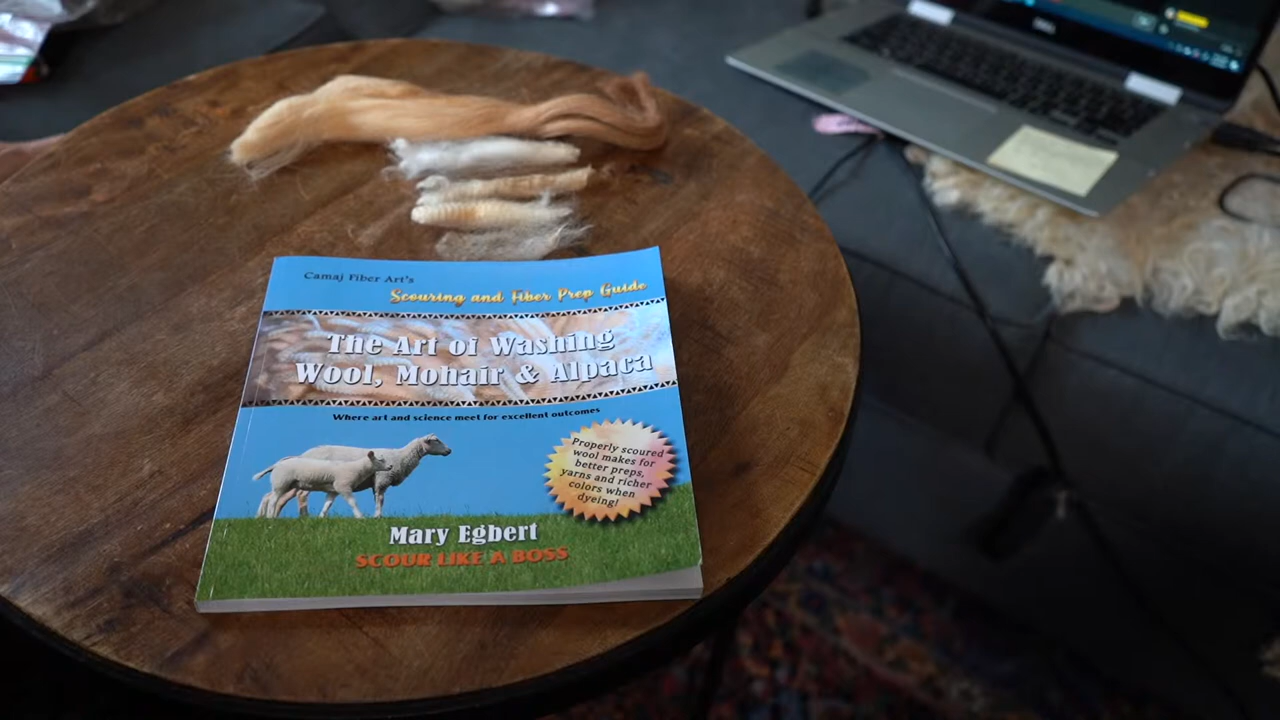 DELL
Camaj Fiber Art's
Scouring and Fiber Prep Guide
The Art of Washing
Wool, Mohair & Alpaca
Where art and science meet for excellent outcomes
Properly scoured
wool makes for
better preps,
yarns and richer
colors when
dyeing!
Mary Egbert
SCOUR LIKE A BOSS